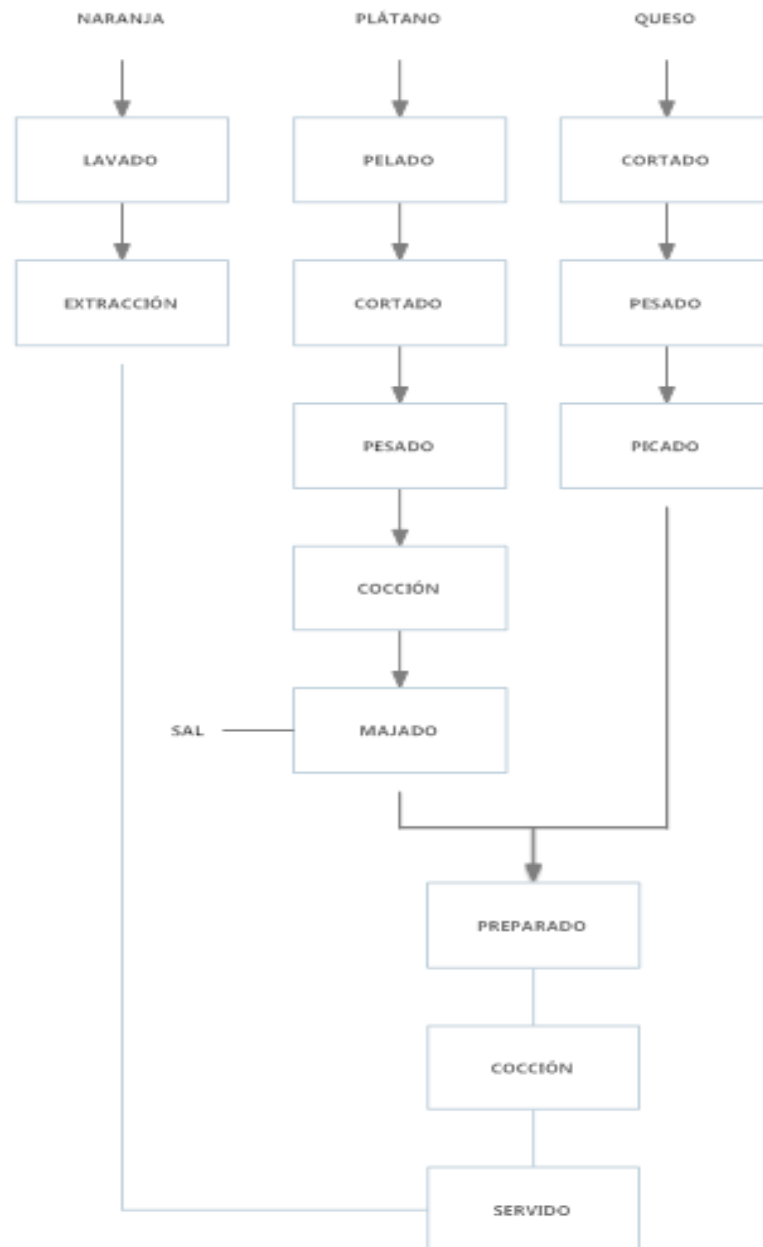 NARANJA
PLÁTANO
QUESO
LAVADO
PELADO
CORTADO
EXTRACCIÓN
CORTADO
PESADO
PESADO
PICADO
COCCIÓN
SAL
MAJADO
PREPARADO
COCCIÓN
SERVIDO